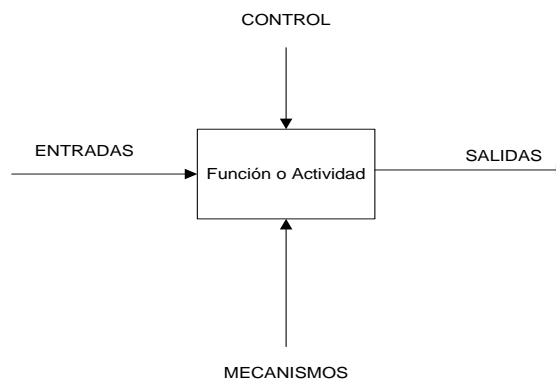 CONTROL
ENTRADAS
Función o Actividad
SALIDAS
MECANISMOS